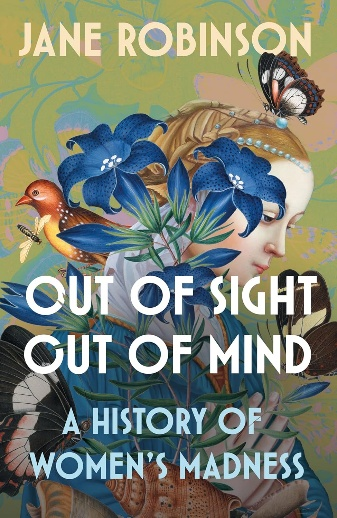 JANE ROBINSON
OUT OF SIGHT
OUT OF MIND
A HISTORY OF
WOMEN'S MADNESS